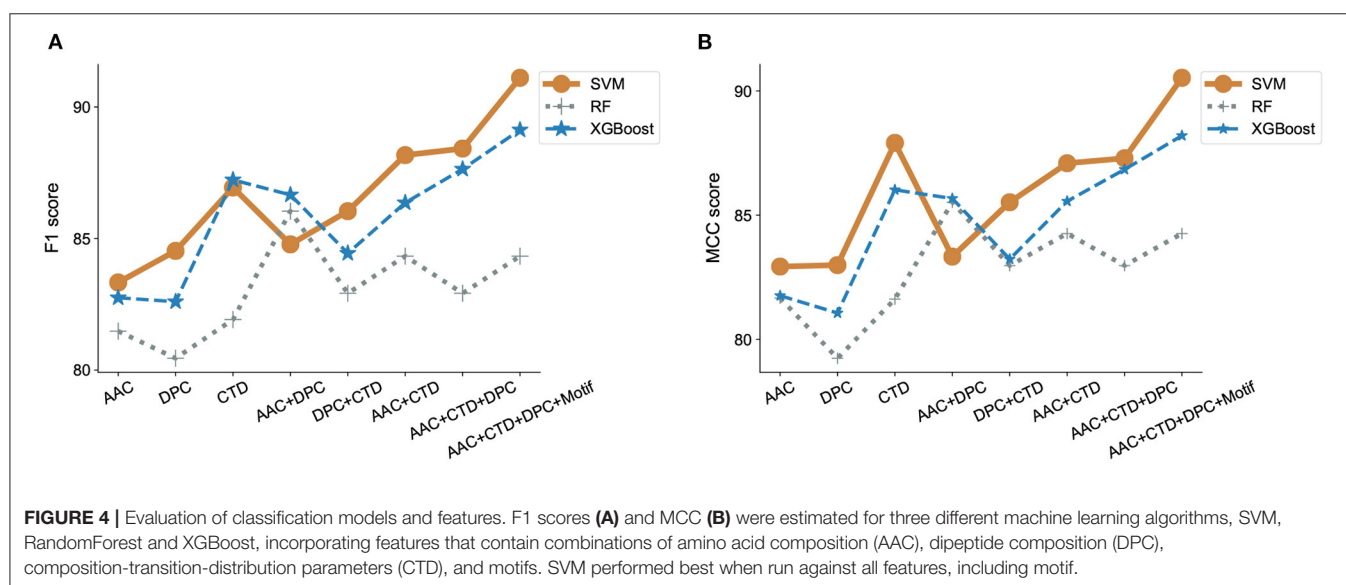 A
F1 score
90
85
80
SVM
RF
XGBoost
AAC
DPC
CTD
AAC+DPC
DPC+CTD
AAC+CTD
AAC+CTD+DPC
AAC+CTD+DPC+Motif
B
MCC score
90
85
80
SVM
RF
XGBoost
AAC
DPC
CTD
AAC+DPC
DPC+CTD
AAC+CTD
AAC+CTD+DPC
AAC+CTD+DPC+Motif
FIGURE 4 | Evaluation of classification models and features. F1 scores (A) and MCC (B) were estimated for three different machine learning algorithms, SVM,
RandomForest and XGBoost, incorporating features that contain combinations of amino acid composition (AAC), dipeptide composition (DPC),
composition-transition-distribution parameters (CTD), and motifs. SVM performed best when run against all features, including motif.